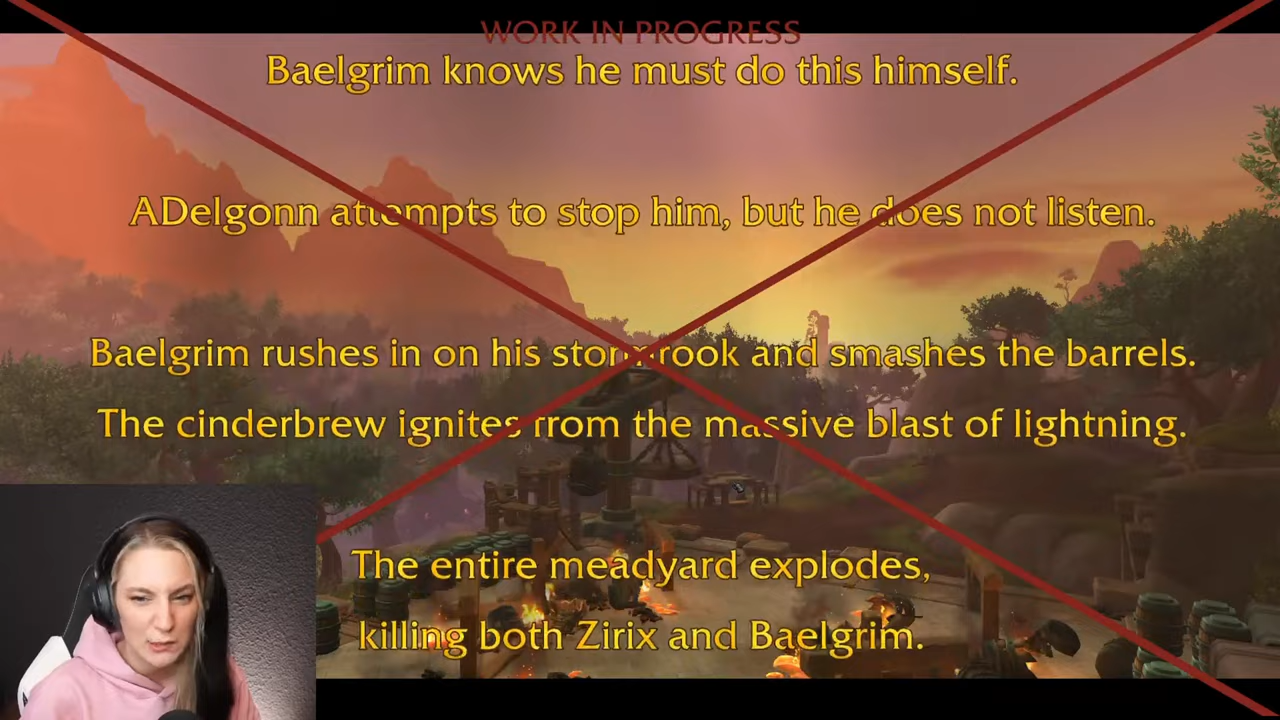 WORK IN PROGRESS
Baelgrim knows he must do this himself.
ADelgonn attempts to stop him, but he does not listen.
Baelgrim rushes in on his stormrook and smashes the barrels.
The cinderbrew ignites from the massive blast of lightning.
The entire meadyard explodes,
killing both Zirix and Baelgrim.